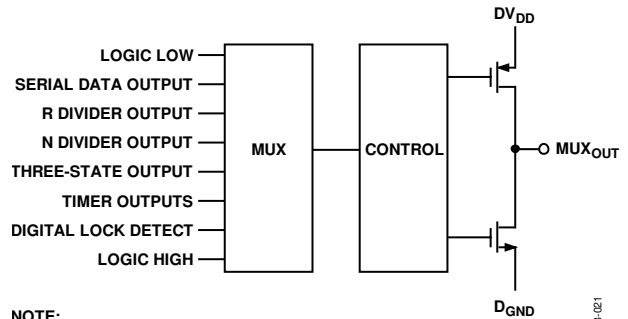 DVDD
LOGIC LOW
SERIAL DATA OUTPUT
R DIVIDER OUTPUT
N DIVIDER OUTPUT
THREE-STATE OUTPUT
TIMER OUTPUTS
DIGITAL LOCK DETECT
LOGIC HIGH
MUX
CONTROL
MUXOUT
DGND
NOTE:
-021